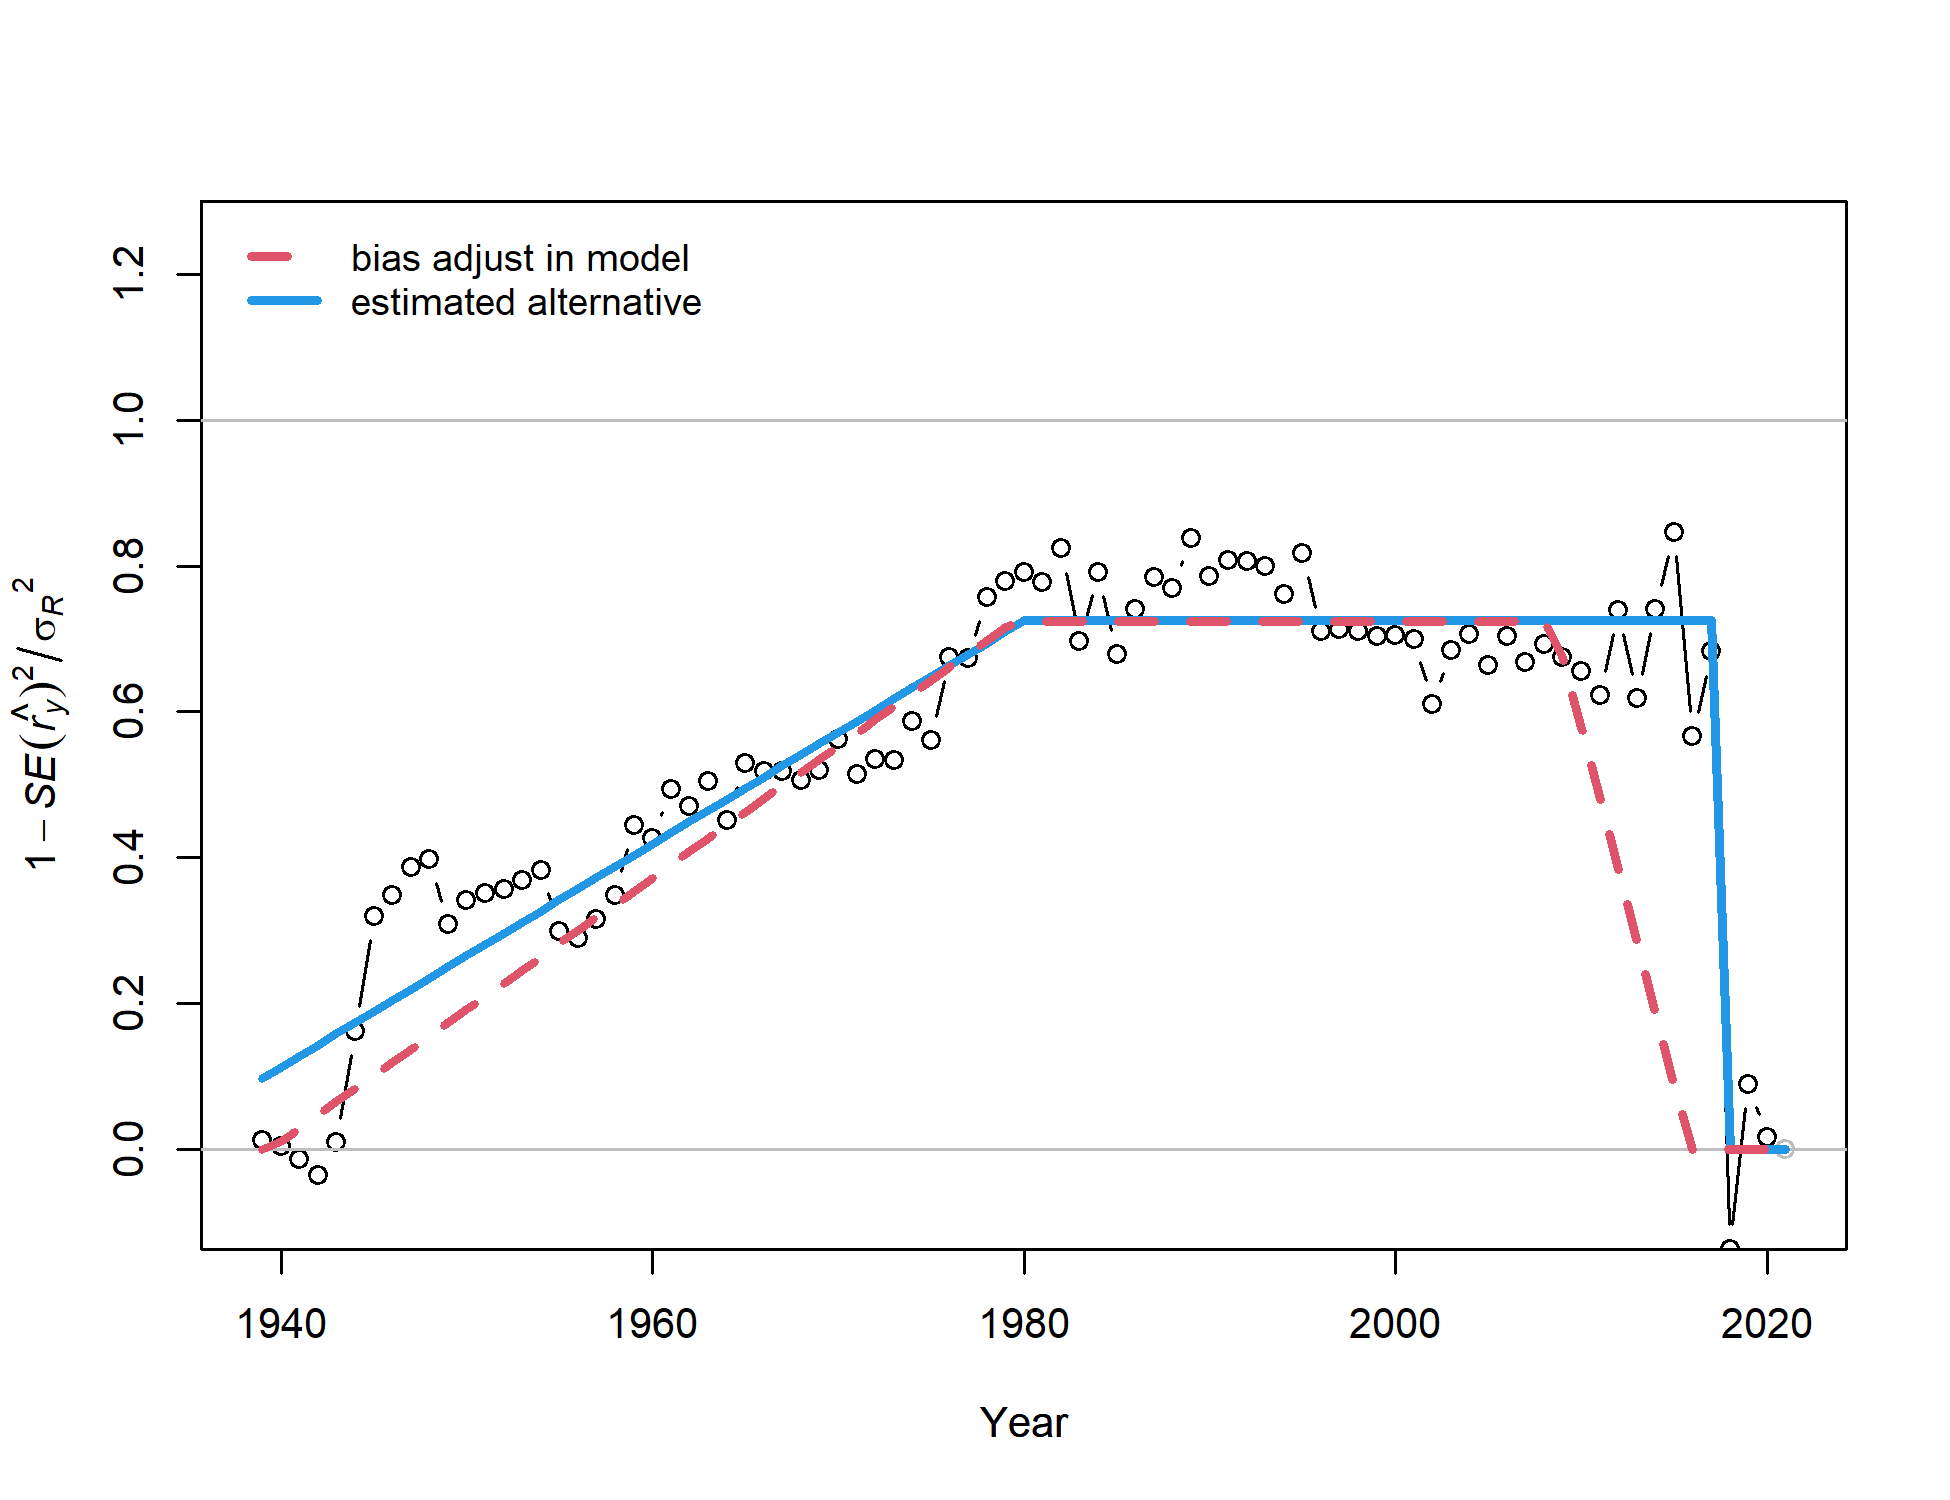 bias adjust in model
estimated alternative
1 − SE(r̂y)² / σR²
1.2
1.0
0.8
0.6
0.4
0.2
0.0
1940 1960 1980 2000 2020
Year